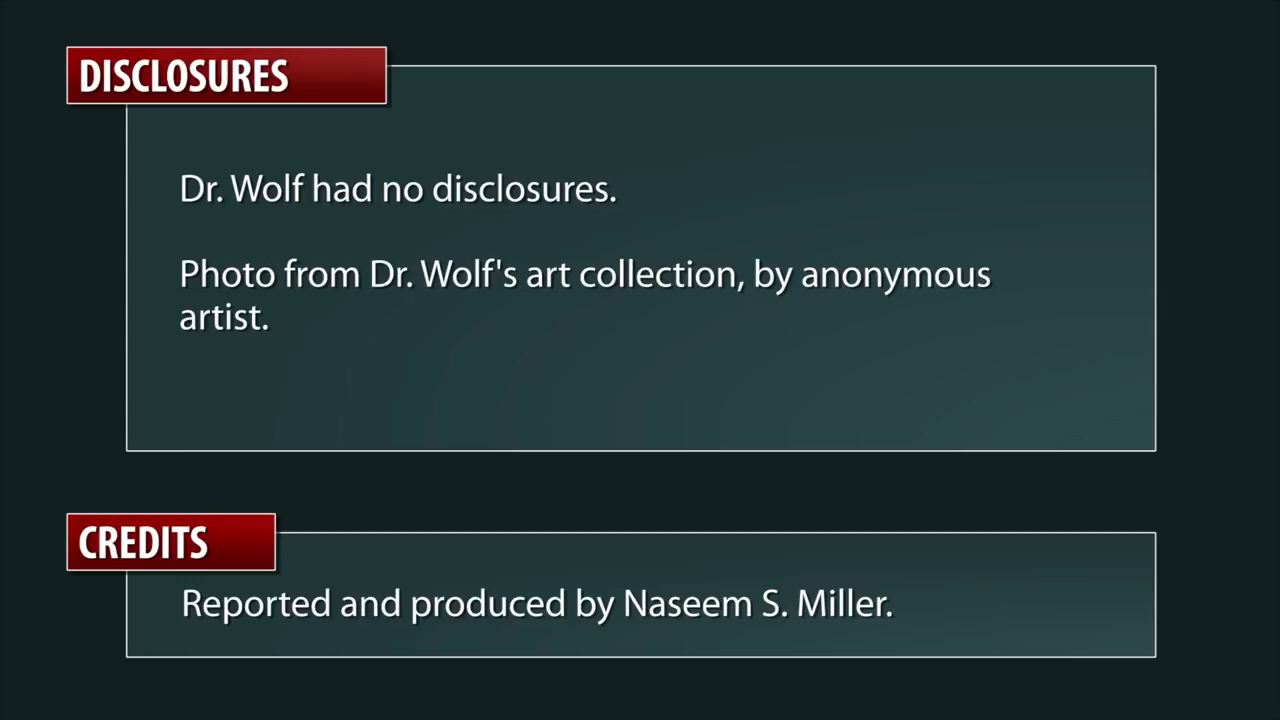 DISCLOSURES
Dr. Wolf had no disclosures.
Photo from Dr. Wolf's art collection, by anonymous
artist.
CREDITS
Reported and produced by Naseem S. Miller.